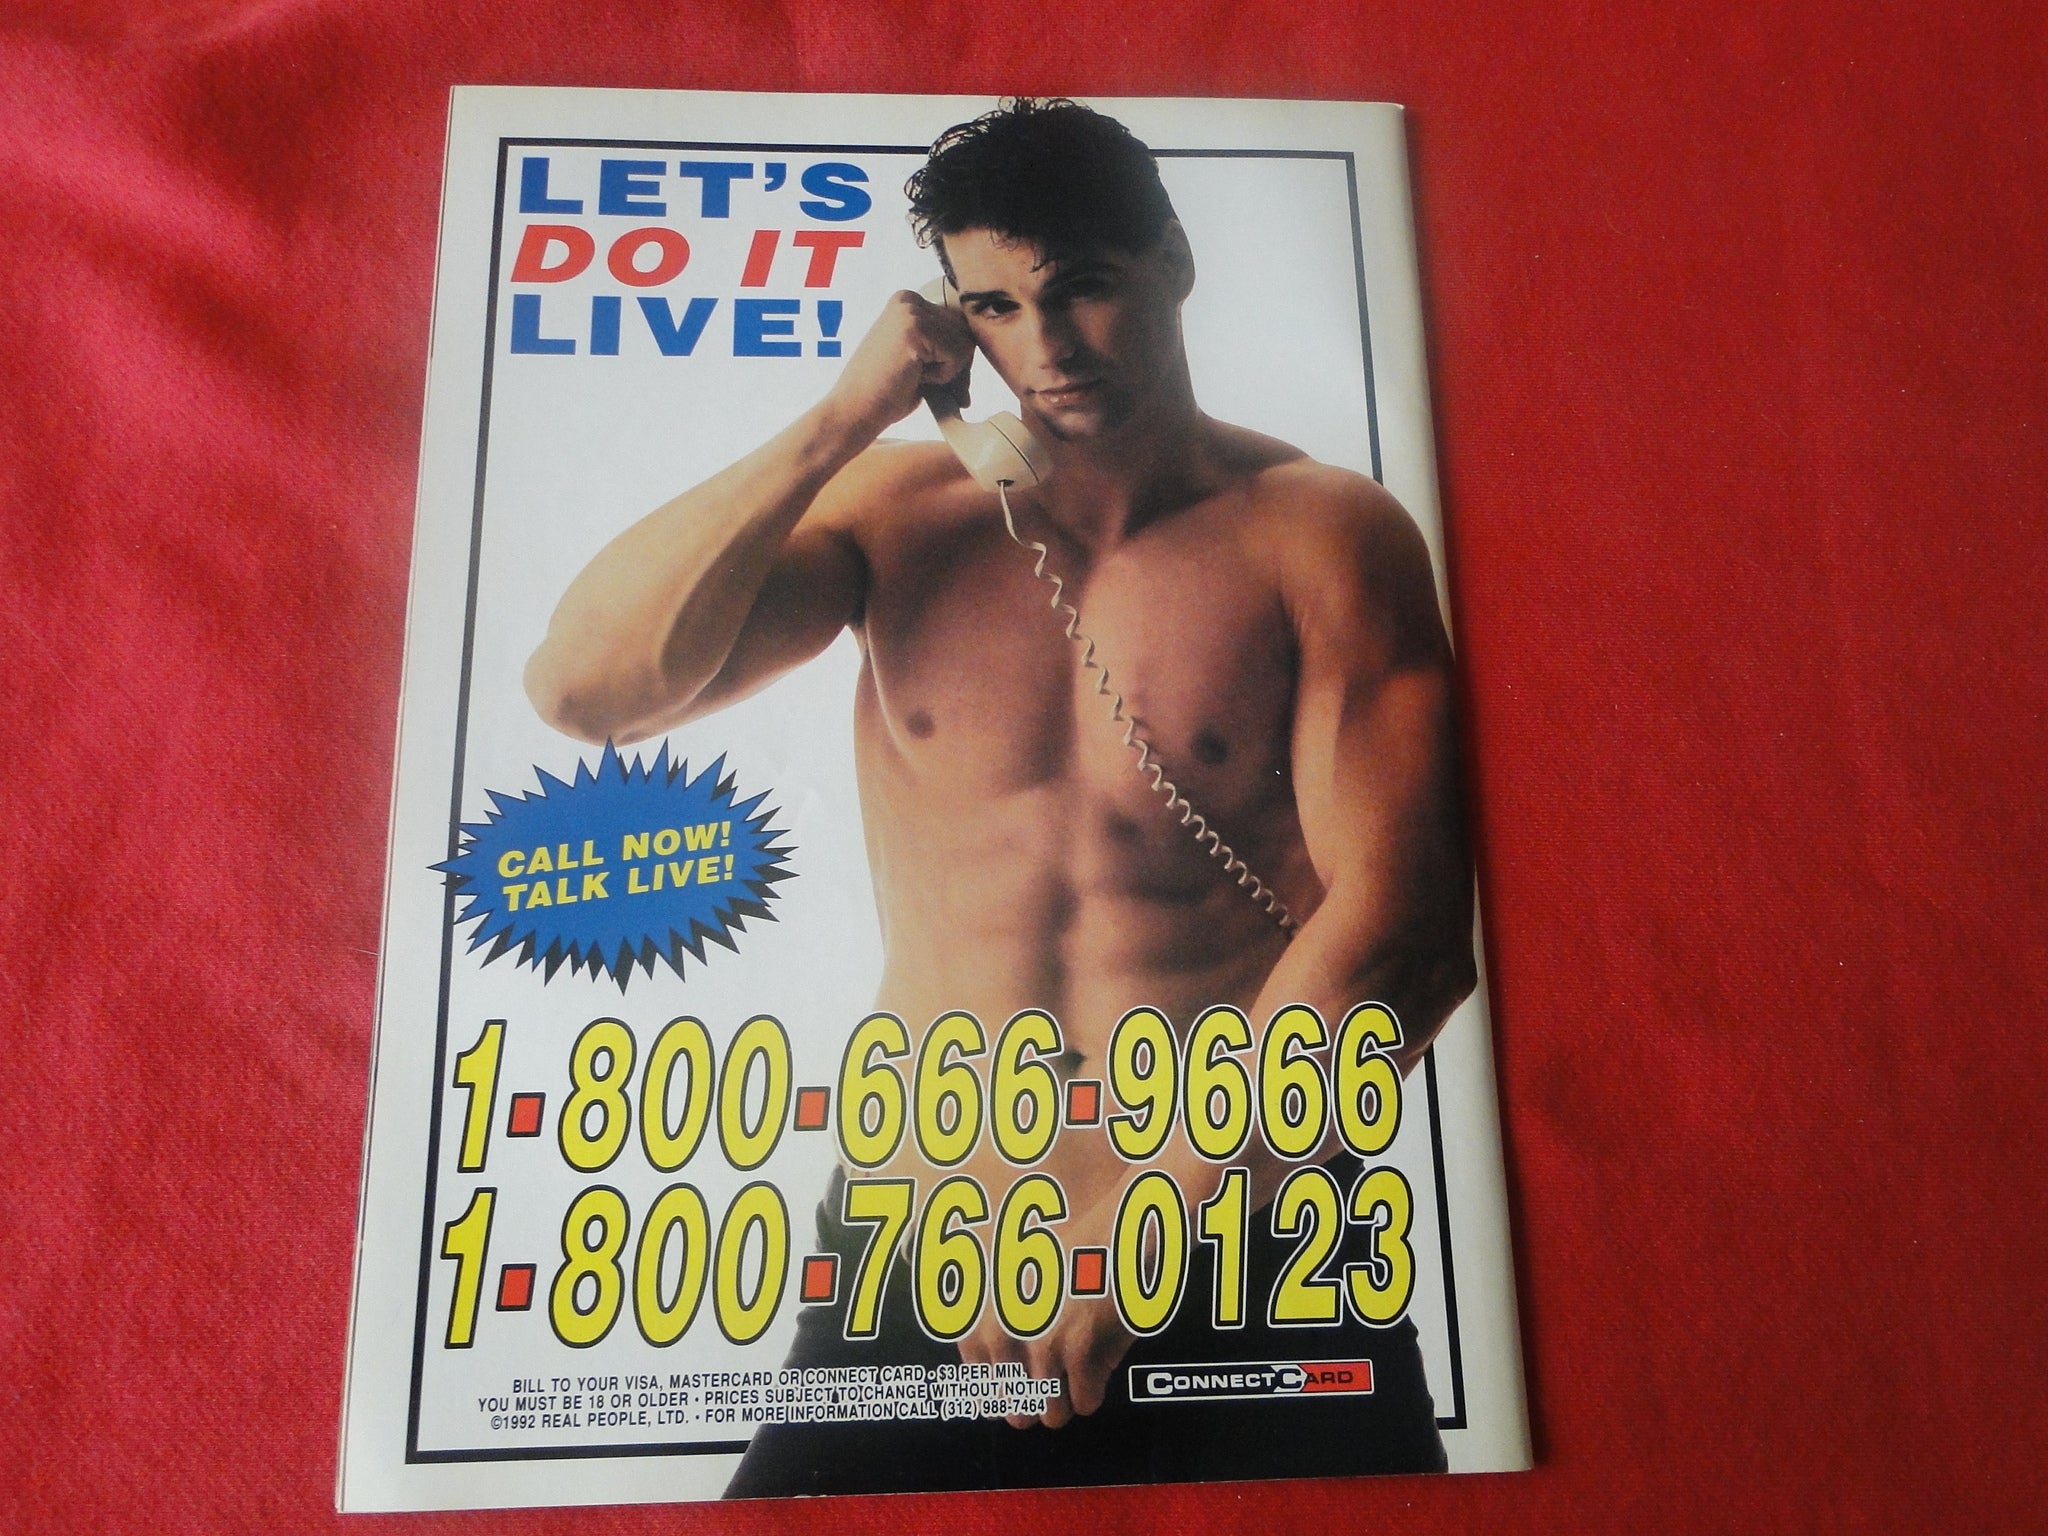 LET'S
DO IT
LIVE!
CALL NOW!
TALK LIVE!
1-800-666-9666
1-800-766-0123
BILL TO YOUR VISA, MASTERCARD OR CONNECT CARD • $3 PER MIN.
YOU MUST BE 18 OR OLDER • PRICES SUBJECT TO CHANGE WITHOUT NOTICE
©1992 REAL PEOPLE, LTD. • FOR MORE INFORMATION CALL (312) 988-7464
CONNECT CARD